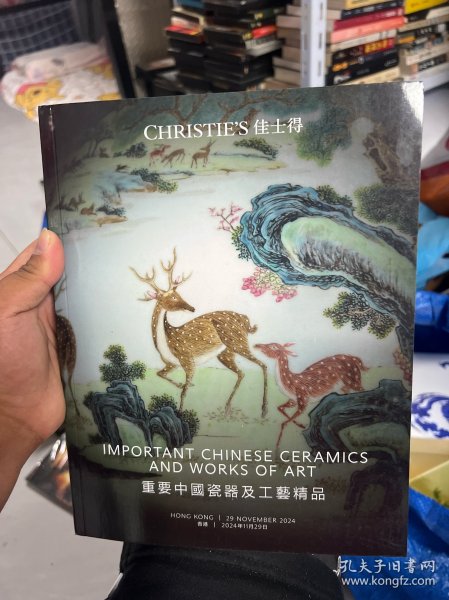 CHRISTIE'S 佳士得
IMPORTANT CHINESE CERAMICS
AND WORKS OF ART
重要中國瓷器及工藝精品
HONG KONG | 29 NOVEMBER 2024
香港 | 2024年11月29日
孔夫子旧书网
www.kongfz.com